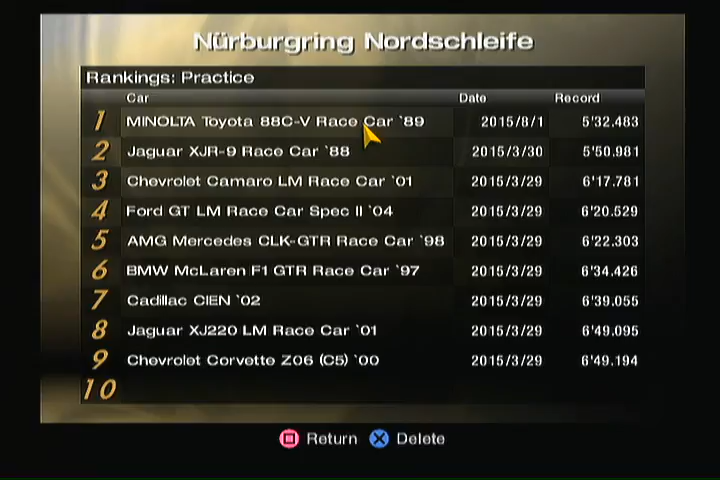 Nürburgring Nordschleife
Rankings: Practice
Car Date Record
1 MINOLTA Toyota 88C-V Race Car `89 2015/8/1 5'32.483
2 Jaguar XJR-9 Race Car `88 2015/3/30 5'50.981
3 Chevrolet Camaro LM Race Car `01 2015/3/29 6'17.781
4 Ford GT LM Race Car Spec II `04 2015/3/29 6'20.529
5 AMG Mercedes CLK-GTR Race Car `98 2015/3/29 6'22.303
6 BMW McLaren F1 GTR Race Car `97 2015/3/29 6'34.426
7 Cadillac CIEN `02 2015/3/29 6'39.055
8 Jaguar XJ220 LM Race Car `01 2015/3/29 6'49.095
9 Chevrolet Corvette Z06 (C5) `00 2015/3/29 6'49.194
10
Return Delete